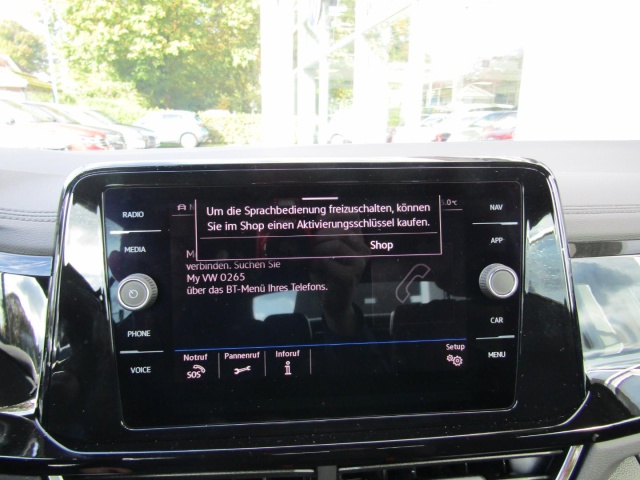 RADIO
MEDIA
PHONE
VOICE
Um die Sprachbedienung freizuschalten, können
Sie im Shop einen Aktivierungsschlüssel kaufen.
Shop
verbinden. Suchen Sie
My VW 0265
über das BT-Menü Ihres Telefons.
Notruf
SOS
Pannenruf
Inforuf
Setup
NAV
APP
CAR
MENU